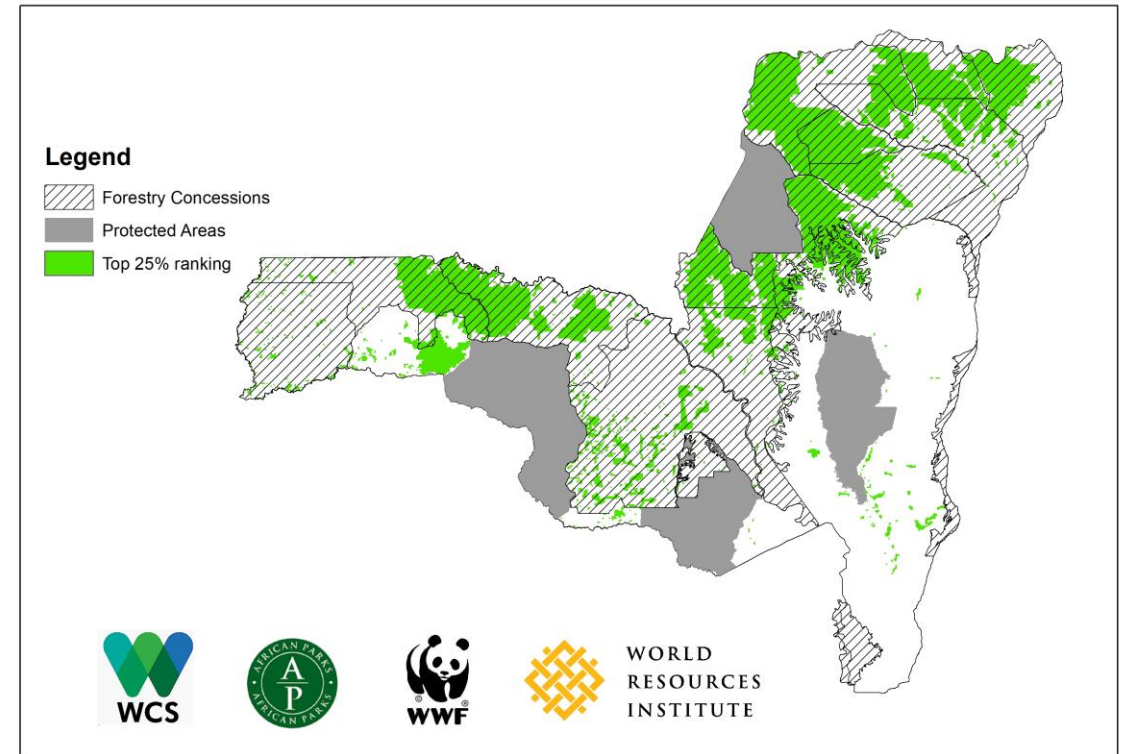 Legend
Forestry Concessions
Protected Areas
Top 25% ranking
WCS
AFRICAN PARKS
A
P
AFRICAN PARKS
©
WWF
WORLD
RESOURCES
INSTITUTE